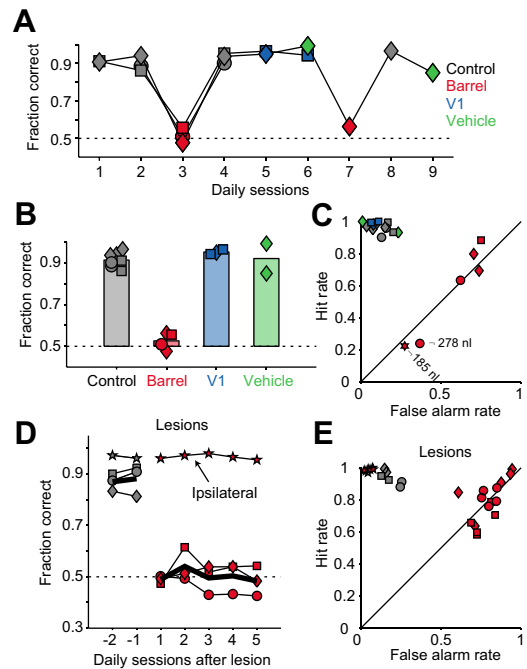 A
Fraction correct
0.9
0.7
0.5
1 2 3 4 5 6 7 8 9
Daily sessions
Control
Barrel
V1
Vehicle
B
Fraction correct
0.9
0.7
0.5
Control Barrel V1 Vehicle
C
Hit rate
1
0.8
0.6
0.4
0.2
0
0 0.5 1
278 nl
185 nl
False alarm rate
D
Lesions
Fraction correct
0.9
0.7
0.5
0.3
Ipsilateral
-2 -1 1 2 3 4 5
Daily sessions after lesion
E
Lesions
Hit rate
1
0.8
0.6
0.4
0.2
0
0 0.5 1
False alarm rate